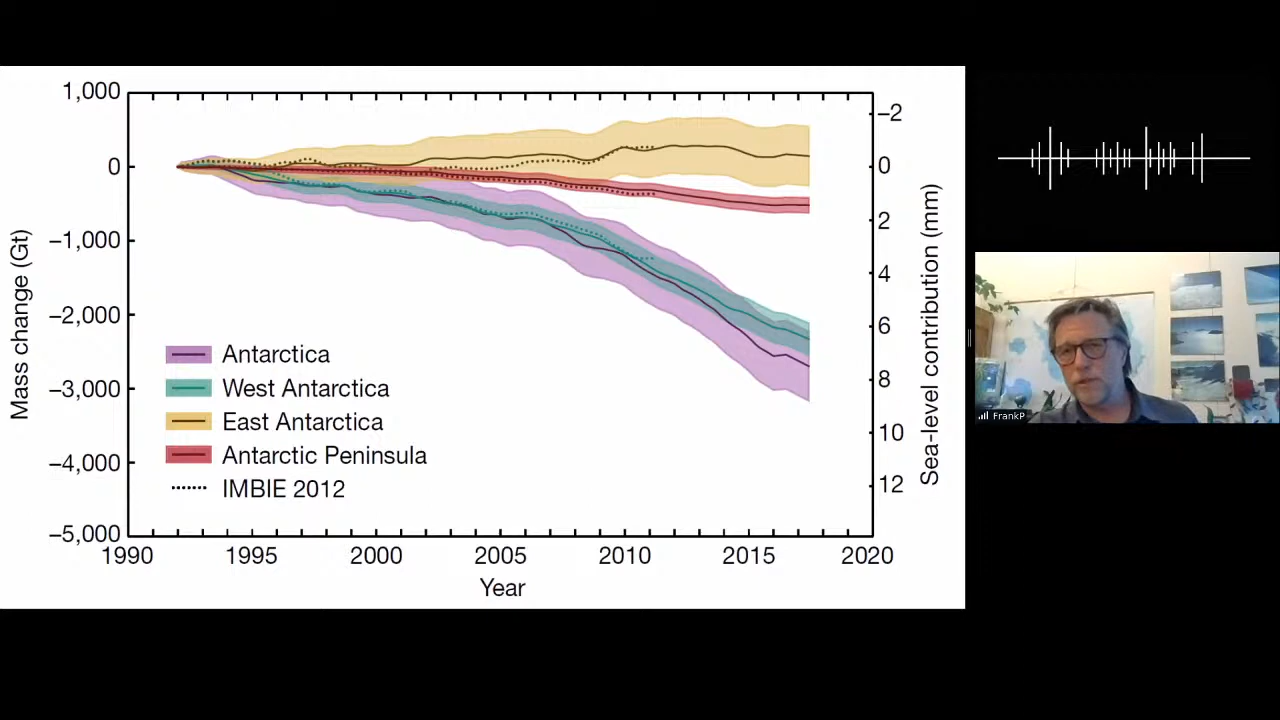 1,000
0
−1,000
−2,000
−3,000
−4,000
−5,000
Mass change (Gt)
1990
1995
2000
2005
2010
2015
2020
Year
−2
0
2
4
6
8
10
12
Sea-level contribution (mm)
Antarctica
West Antarctica
East Antarctica
Antarctic Peninsula
IMBIE 2012
FrankP